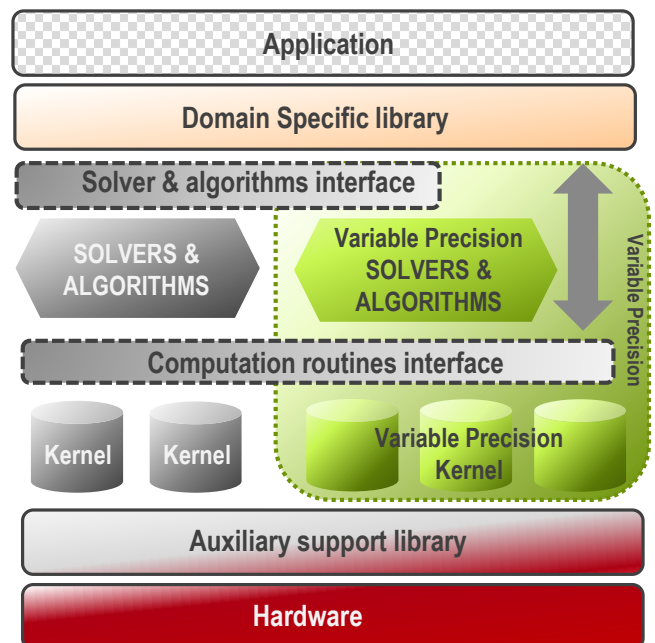 Application
Domain Specific library
Solver & algorithms interface
SOLVERS &
ALGORITHMS
Variable Precision
SOLVERS &
ALGORITHMS
Variable Precision
Computation routines interface
Kernel
Kernel
Variable Precision
Kernel
Auxiliary support library
Hardware